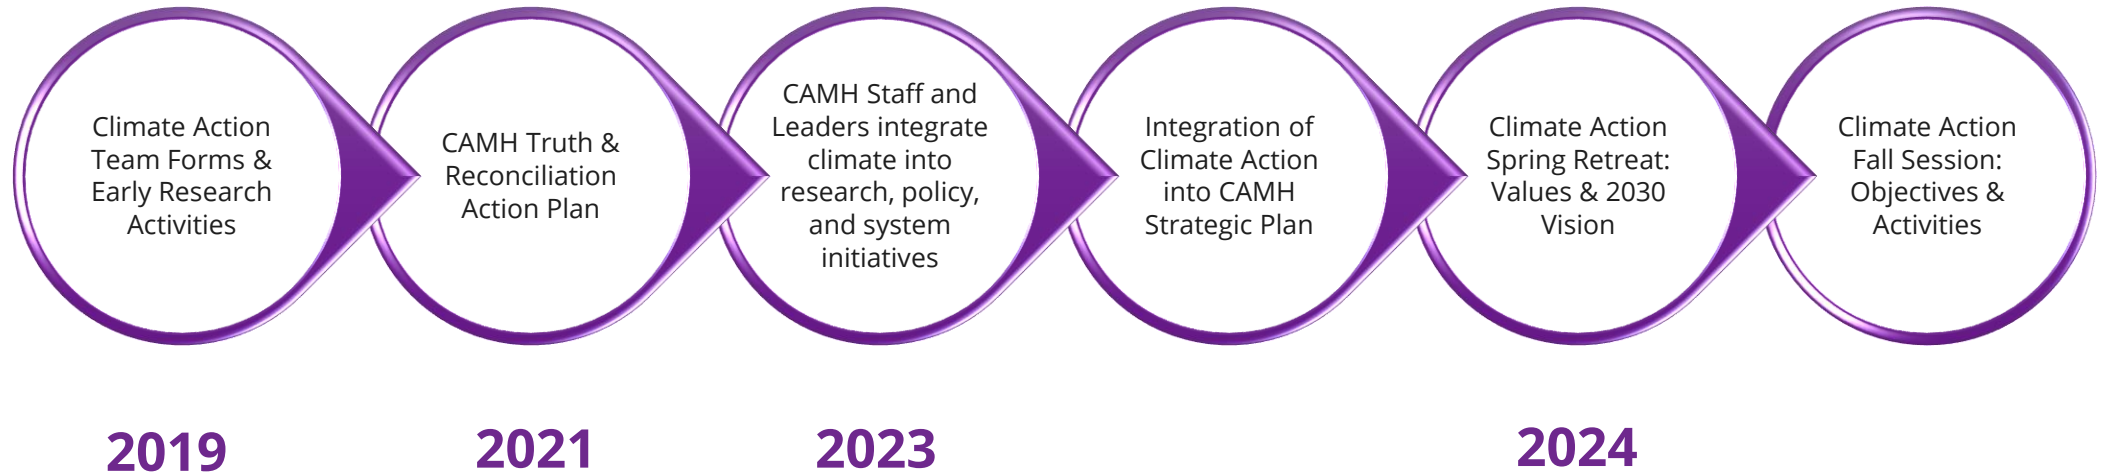 Climate Action
Team Forms &
Early Research
Activities
CAMH Truth &
Reconciliation
Action Plan
CAMH Staff and
Leaders integrate
climate into
research, policy,
and system
initiatives
Integration of
Climate Action
into CAMH
Strategic Plan
Climate Action
Spring Retreat:
Values & 2030
Vision
Climate Action
Fall Session:
Objectives &
Activities
2019
2021
2023
2024